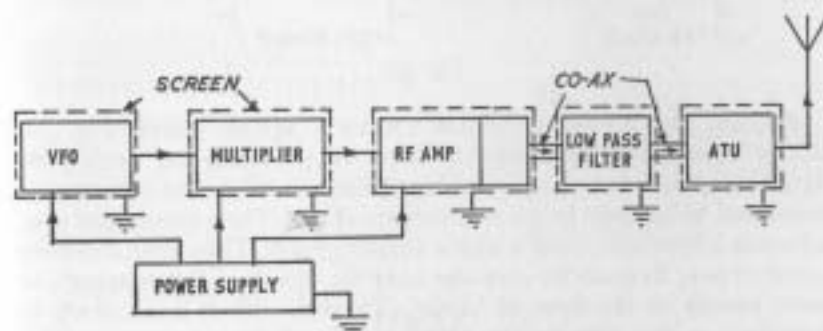 SCREEN
CO-AX
VFO
MULTIPLIER
RF AMP
LOW PASS
FILTER
ATU
POWER SUPPLY